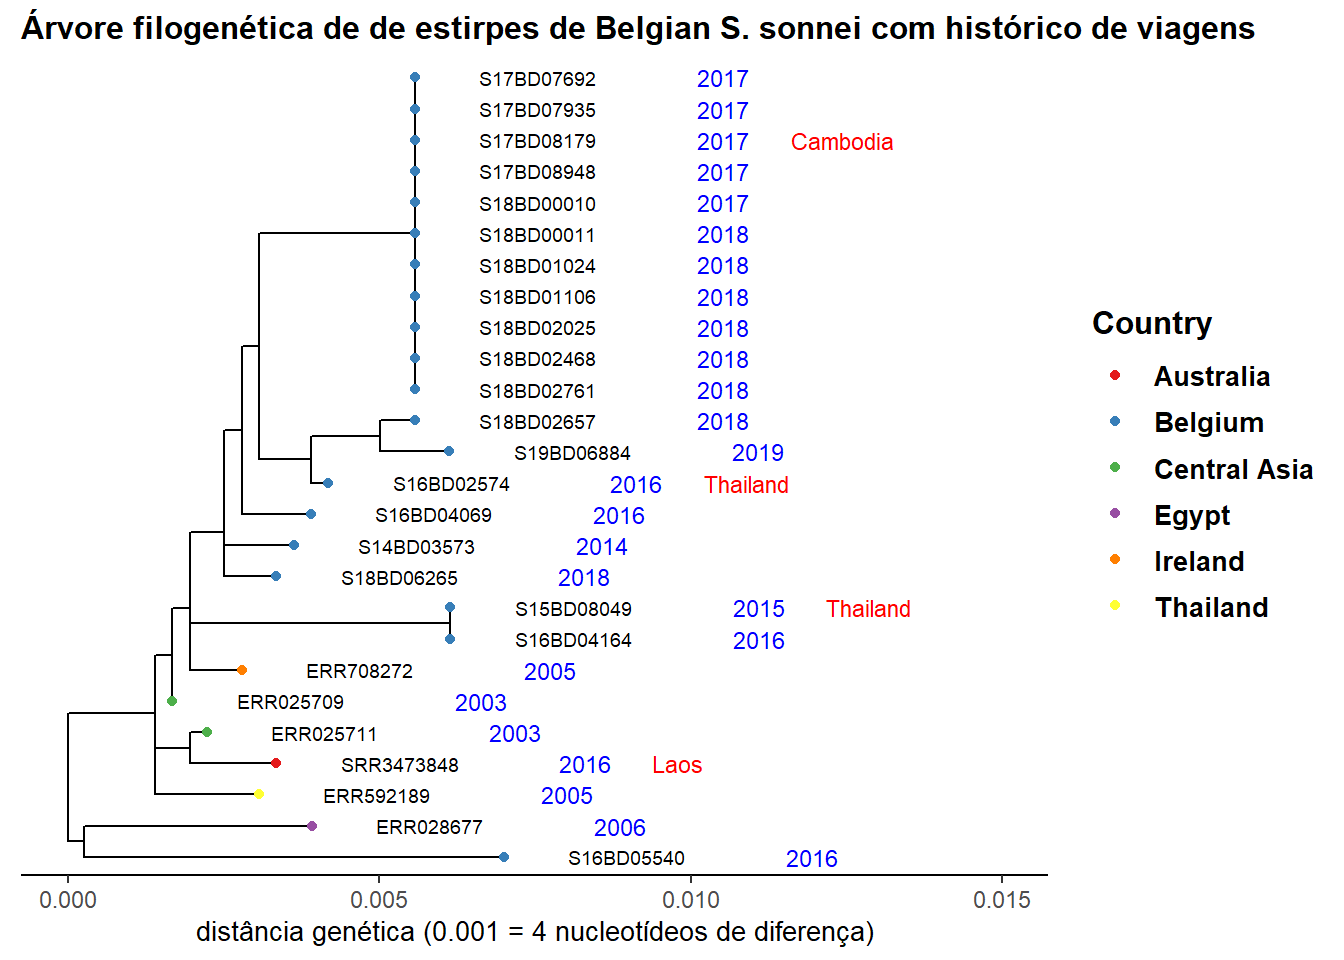 Árvore filogenética de de estirpes de Belgian S. sonnei com histórico de viagens
S17BD07692 2017
S17BD07935 2017
S17BD08179 2017 Cambodia
S17BD08948 2017
S18BD00010 2017
S18BD00011 2018
S18BD01024 2018
S18BD01106 2018
S18BD02025 2018
S18BD02468 2018
S18BD02761 2018
S18BD02657 2018
S19BD06884 2019
S16BD02574 2016 Thailand
S16BD04069 2016
S14BD03573 2014
S18BD06265 2018
S15BD08049 2015 Thailand
S16BD04164 2016
ERR708272 2005
ERR025709 2003
ERR025711 2003
SRR3473848 2016 Laos
ERR592189 2005
ERR028677 2006
S16BD05540 2016
0.000 0.005 0.010 0.015
distância genética (0.001 = 4 nucleotídeos de diferença)
Country
Australia
Belgium
Central Asia
Egypt
Ireland
Thailand